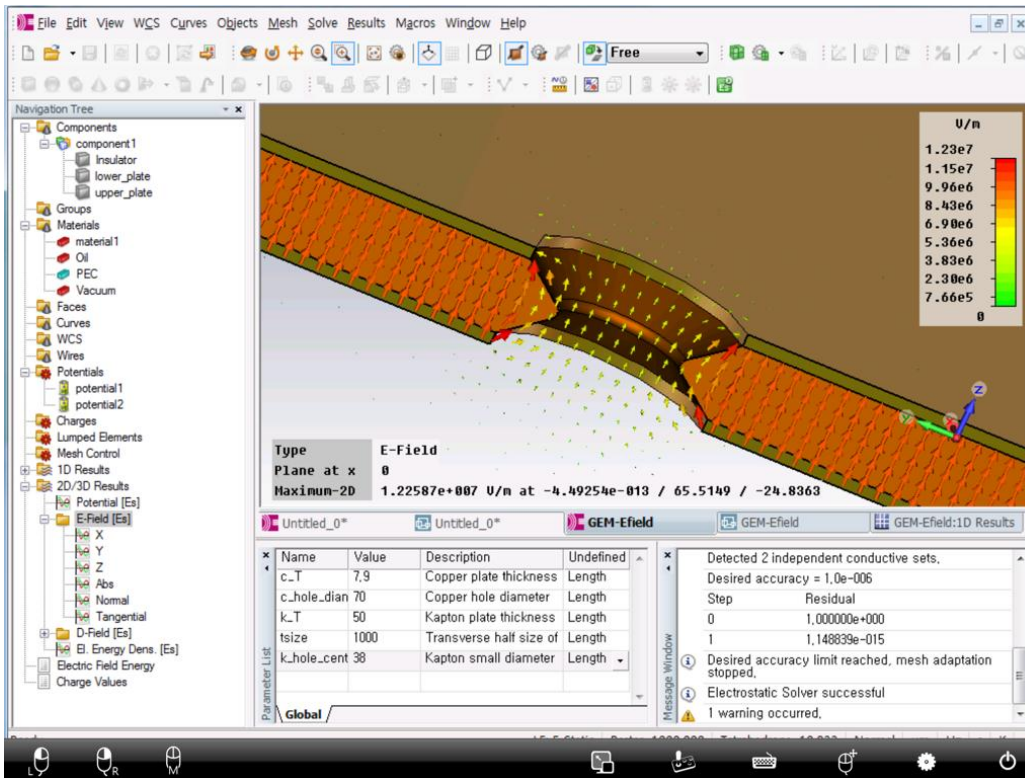 File Edit View WCS Curves Objects Mesh Solve Results Macros Window Help
Free
Navigation Tree
Components
component1
Insulator
lower_plate
upper_plate
Groups
Materials
material1
Oil
PEC
Vacuum
Faces
Curves
WCS
Wires
Potentials
potential1
potential2
Charges
Lumped Elements
Mesh Control
1D Results
2D/3D Results
Potential [Es]
E-Field [Es]
X
Y
Z
Abs
Normal
Tangential
D-Field [Es]
El. Energy Dens. [Es]
Electric Field Energy
Charge Values
V/m
1.23e7
1.15e7
9.96e6
8.43e6
6.90e6
5.36e6
3.83e6
2.30e6
7.66e5
0
z
Type E-Field
Plane at x 0
Maximum-2D 1.22587e+007 V/m at -4.49254e-013 / 65.5149 / -24.8363
Untitled_0* Untitled_0* GEM-Efield GEM-Efield GEM-Efield:1D Results
Name Value Description Undefined
c_T 7,9 Copper plate thickness Length
c_hole_dian 70 Copper hole diameter Length
k_T 50 Kapton plate thickness Length
tsize 1000 Transverse half size of Length
k_hole_cent 38 Kapton small diameter Length
Parameter List
Global
Message Window
Detected 2 independent conductive sets,
Desired accuracy = 1,0e-006
Step Residual
0 1,000000e+000
1 1,148839e-015
Desired accuracy limit reached, mesh adaptation
stopped,
Electrostatic Solver successful
1 warning occurred,
L R M